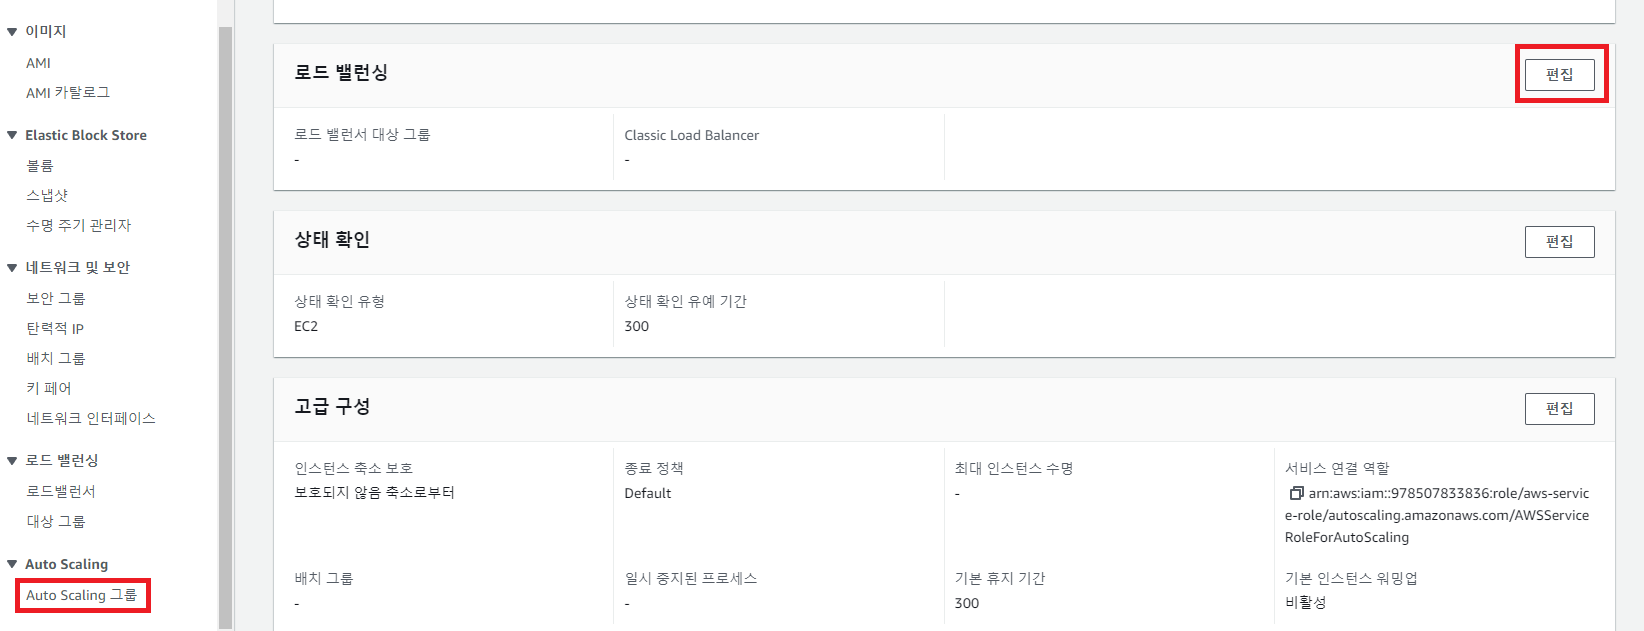 이미지
AMI
AMI 카탈로그
Elastic Block Store
볼륨
스냅샷
수명 주기 관리자
네트워크 및 보안
보안 그룹
탄력적 IP
배치 그룹
키 페어
네트워크 인터페이스
로드 밸런싱
로드밸런서
대상 그룹
Auto Scaling
Auto Scaling 그룹
로드 밸런싱
편집
로드 밸런서 대상 그룹
-
Classic Load Balancer
-
상태 확인
편집
상태 확인 유형
EC2
상태 확인 유예 기간
300
고급 구성
편집
인스턴스 축소 보호
보호되지 않음 축소로부터
종료 정책
Default
최대 인스턴스 수명
-
서비스 연결 역할
arn:aws:iam::978507833836:role/aws-servic
e-role/autoscaling.amazonaws.com/AWSService
RoleForAutoScaling
배치 그룹
-
일시 중지된 프로세스
-
기본 휴지 기간
300
기본 인스턴스 워밍업
비활성